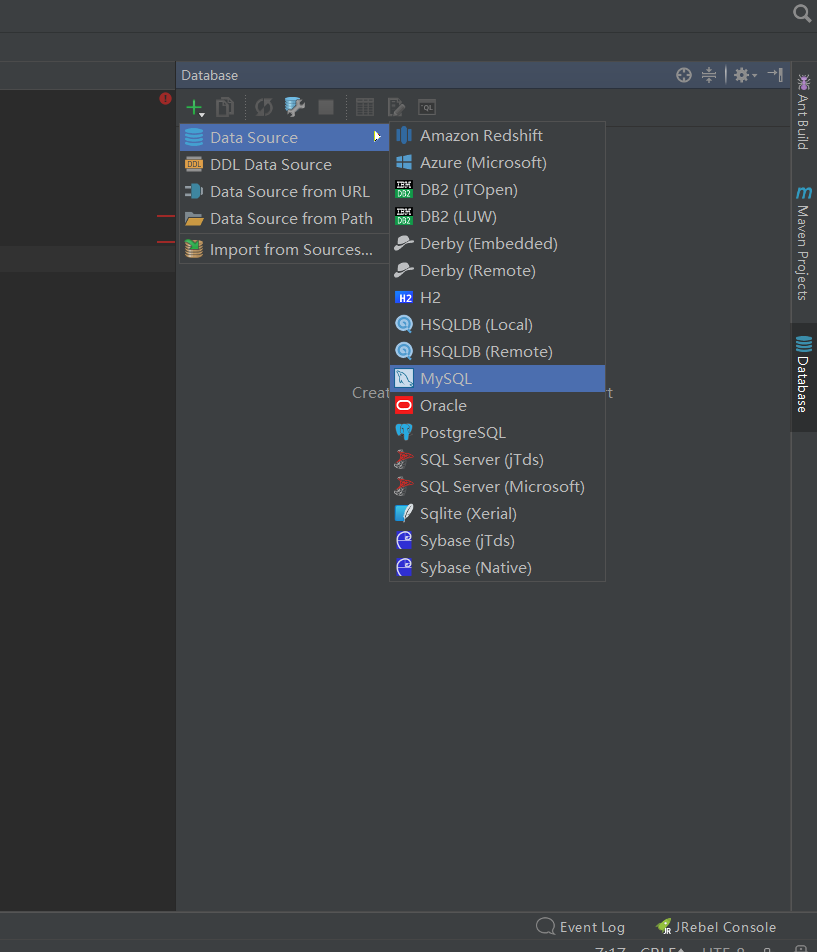 Database
Data Source
DDL Data Source
Data Source from URL
Data Source from Path
Import from Sources...
Amazon Redshift
Azure (Microsoft)
DB2 (JTOpen)
DB2 (LUW)
Derby (Embedded)
Derby (Remote)
H2
HSQLDB (Local)
HSQLDB (Remote)
MySQL
Oracle
PostgreSQL
SQL Server (jTds)
SQL Server (Microsoft)
Sqlite (Xerial)
Sybase (jTds)
Sybase (Native)
Creat
t
Ant Build
Maven Projects
Database
Event Log
JRebel Console
7:17 CRLF UTF-8